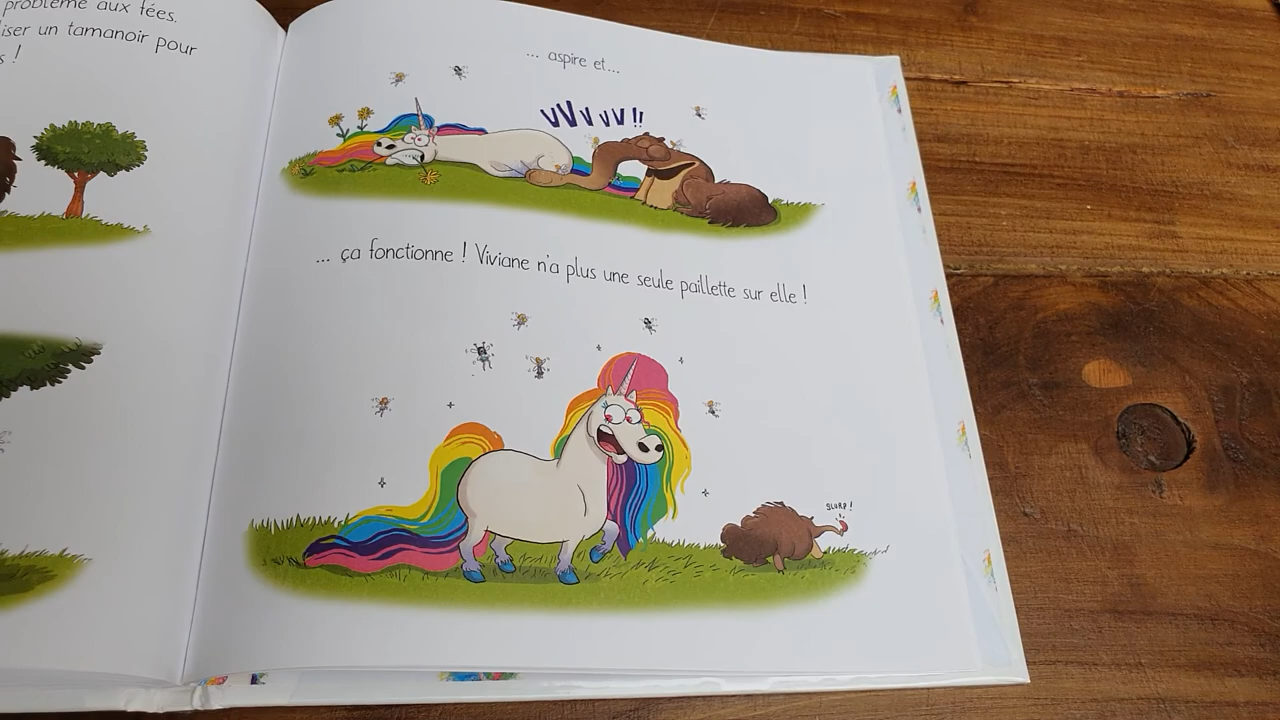 problème aux fées.
iser un tamanoir pour
s !
... aspire et...
VVVVV!!
... ça fonctionne ! Viviane n'a plus une seule paillette sur elle !
SLURP !